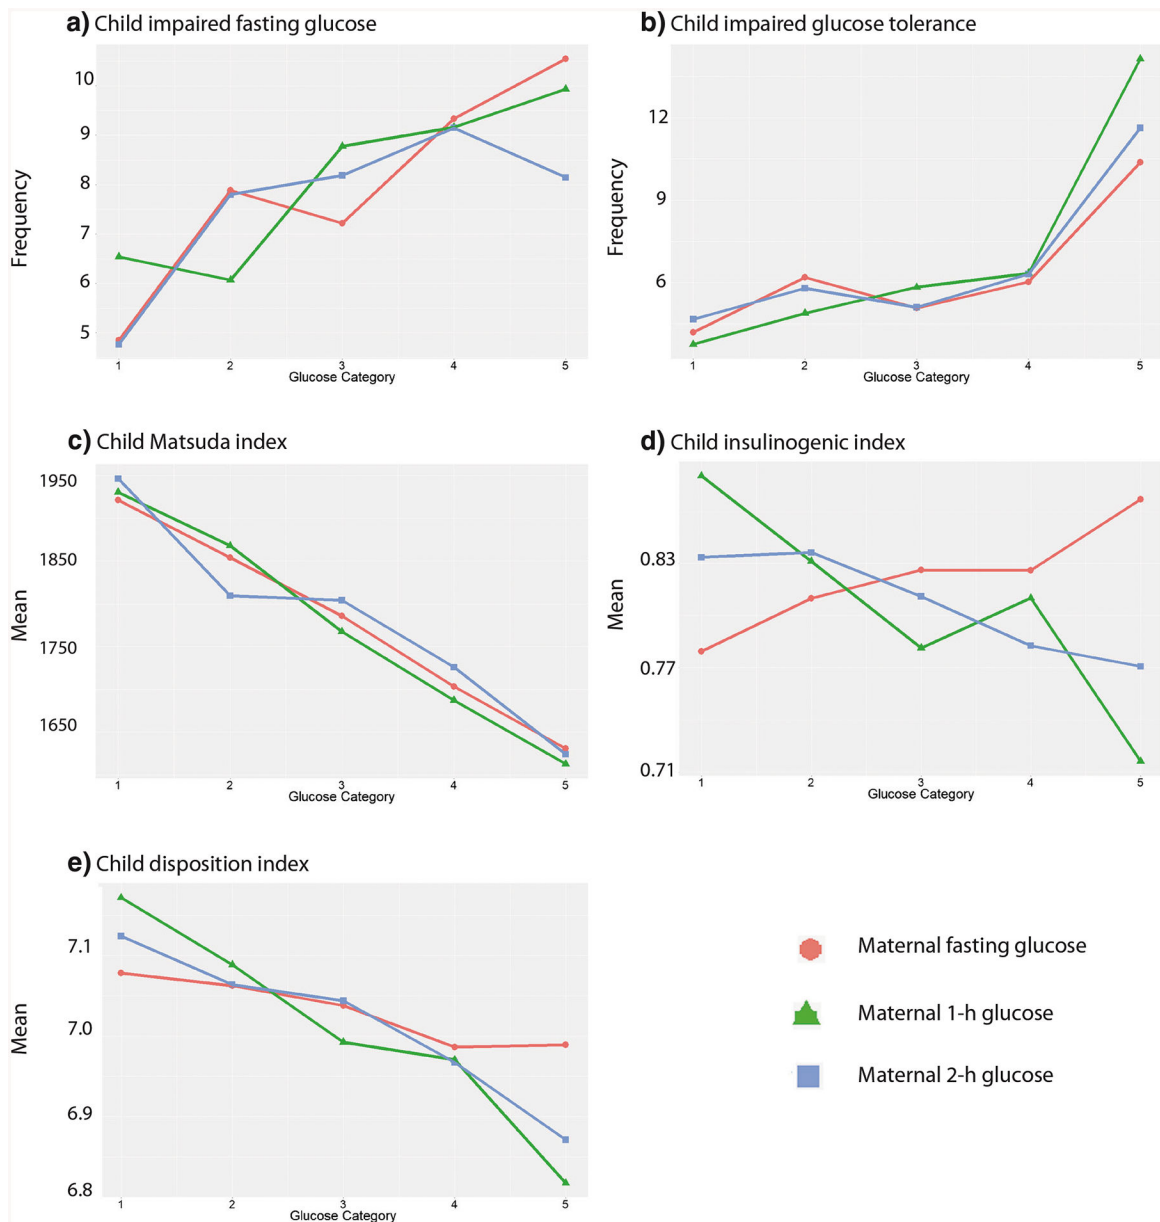 a) Child impaired fasting glucose
10
9
8
7
6
5
Frequency
1 2 3 4 5
Glucose Category
b) Child impaired glucose tolerance
12
9
6
Frequency
1 2 3 4 5
Glucose Category
c) Child Matsuda index
1950
1850
1750
1650
Mean
1 2 3 4 5
Glucose Category
d) Child insulinogenic index
0.83
0.77
0.71
Mean
1 2 3 4 5
Glucose Category
e) Child disposition index
7.1
7.0
6.9
6.8
Mean
1 2 3 4 5
Glucose Category
Maternal fasting glucose
Maternal 1-h glucose
Maternal 2-h glucose